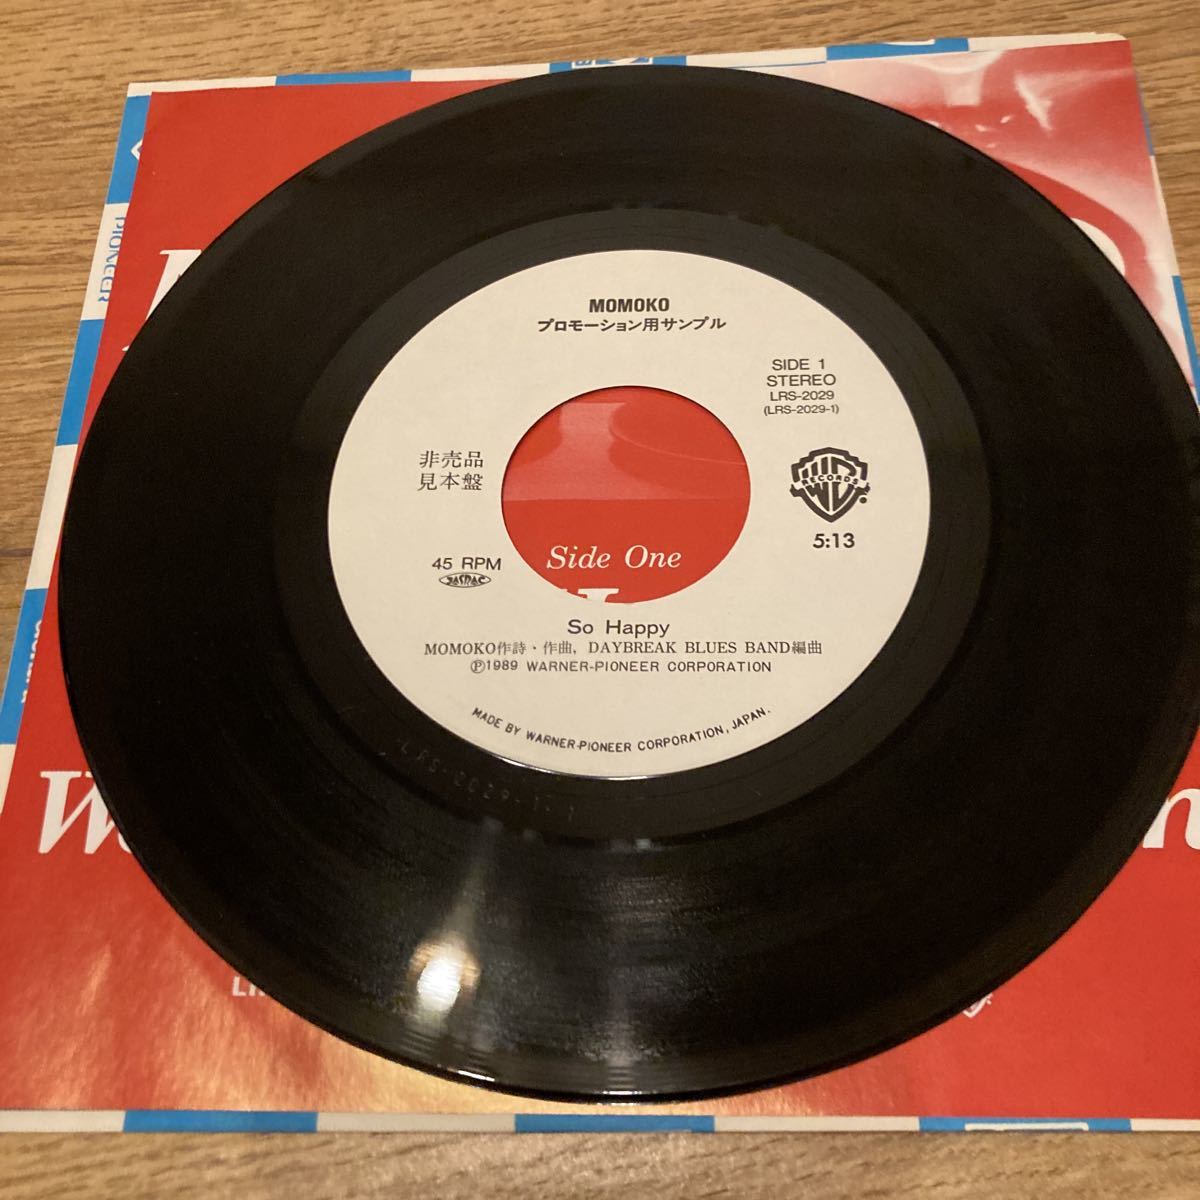 MOMOKO
プロモーション用サンプル
SIDE 1
STEREO
LRS-2029
(LRS-2029-1)
非売品
見本盤
RECORDS
5:13
45 RPM
JASRAC
Side One
So Happy
MOMOKO作詩・作曲, DAYBREAK BLUES BAND編曲
Ⓟ1989 WARNER-PIONEER CORPORATION
MADE BY WARNER-PIONEER CORPORATION, JAPAN.
PIONEER